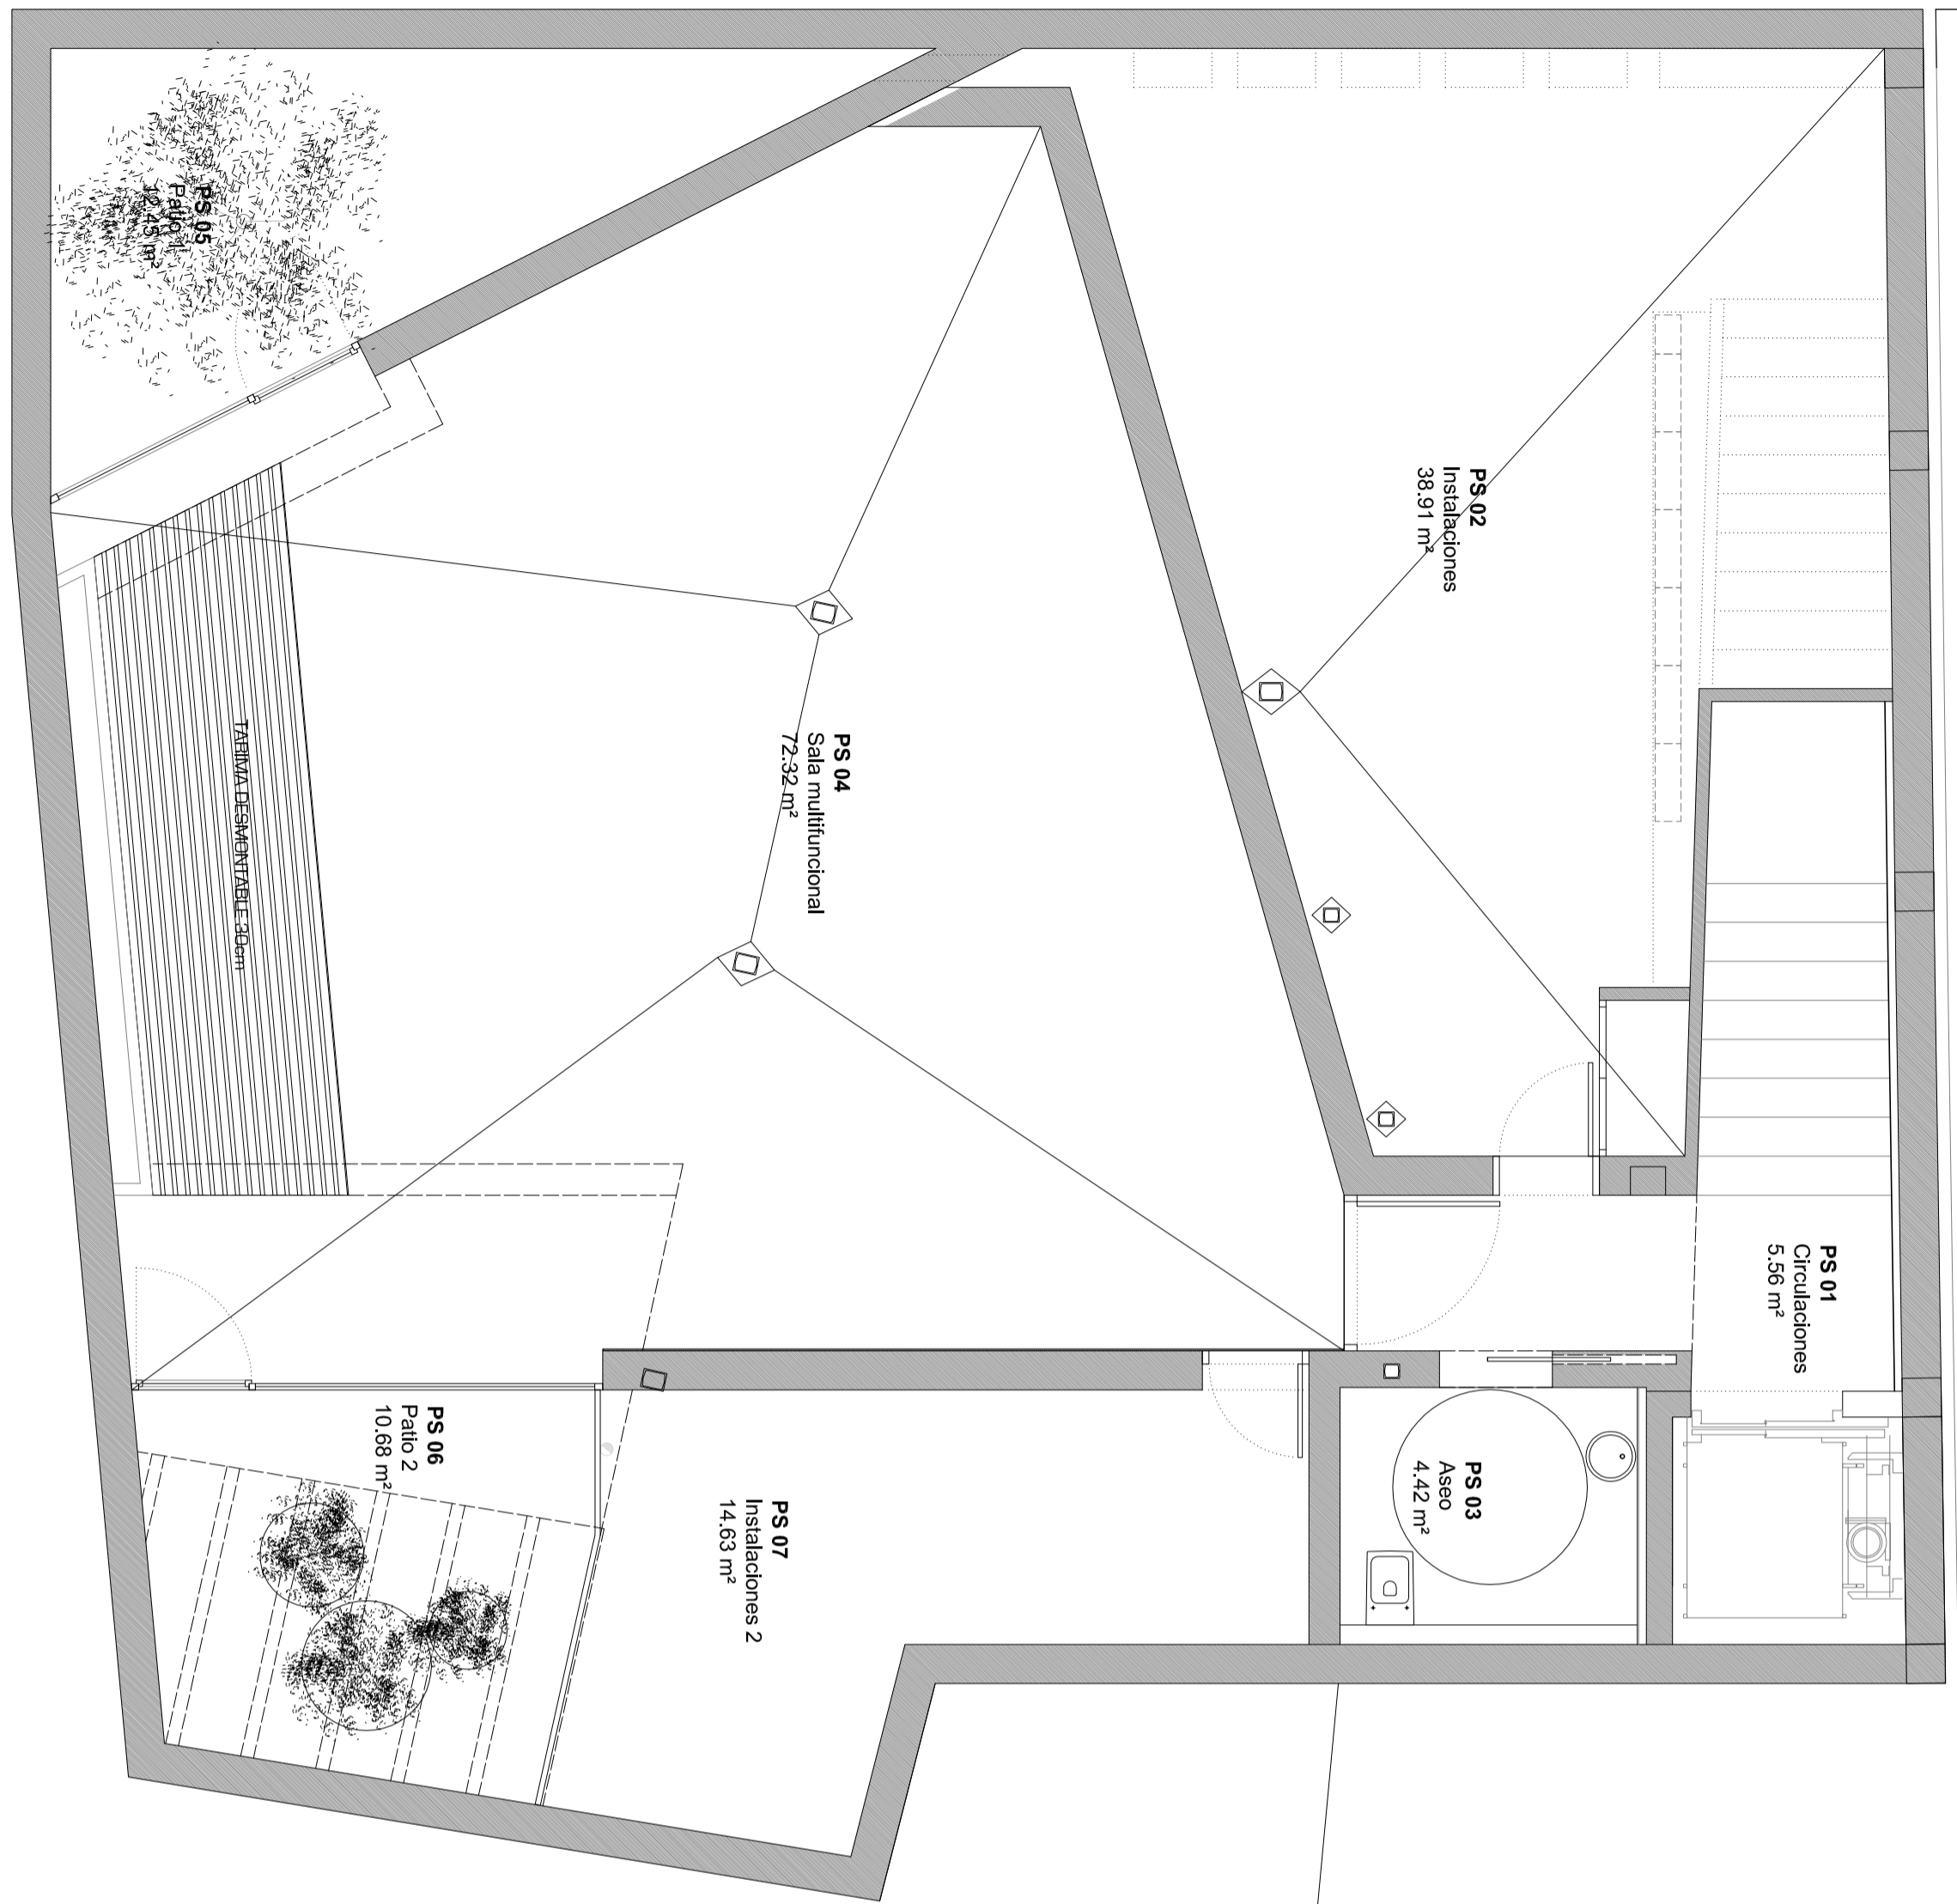 PS 01
Circulaciones
5.56 m²
PS 02
Instalaciones
38.91 m²
PS 03
Aseo
4.42 m²
PS 04
Sala multifuncional
72.32 m²
PS 05
Patio 1
12.43 m²
PS 06
Patio 2
10.68 m²
PS 07
Instalaciones 2
14.63 m²
TARIMA DESMONTABLE 30cm